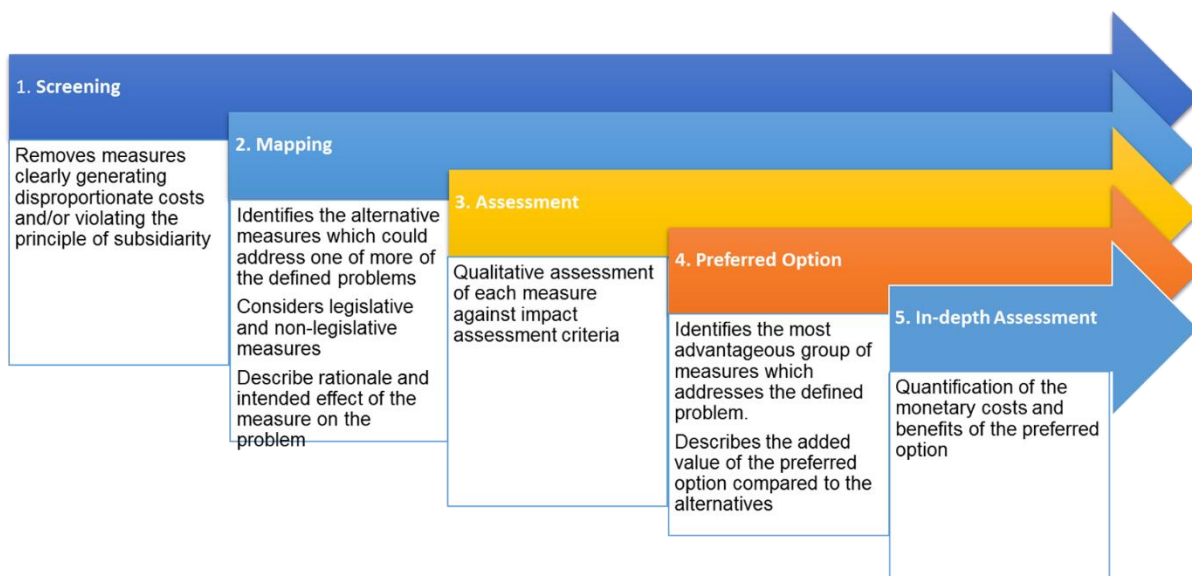 1. Screening
Removes measures
clearly generating
disproportionate costs
and/or violating the
principle of subsidiarity
2. Mapping
Identifies the alternative
measures which could
address one of more of
the defined problems
Considers legislative
and non-legislative
measures
Describe rationale and
intended effect of the
measure on the
problem
3. Assessment
Qualitative assessment
of each measure
against impact
assessment criteria
4. Preferred Option
Identifies the most
advantageous group of
measures which
addresses the defined
problem.
Describes the added
value of the preferred
option compared to the
alternatives
5. In-depth Assessment
Quantification of the
monetary costs and
benefits of the preferred
option